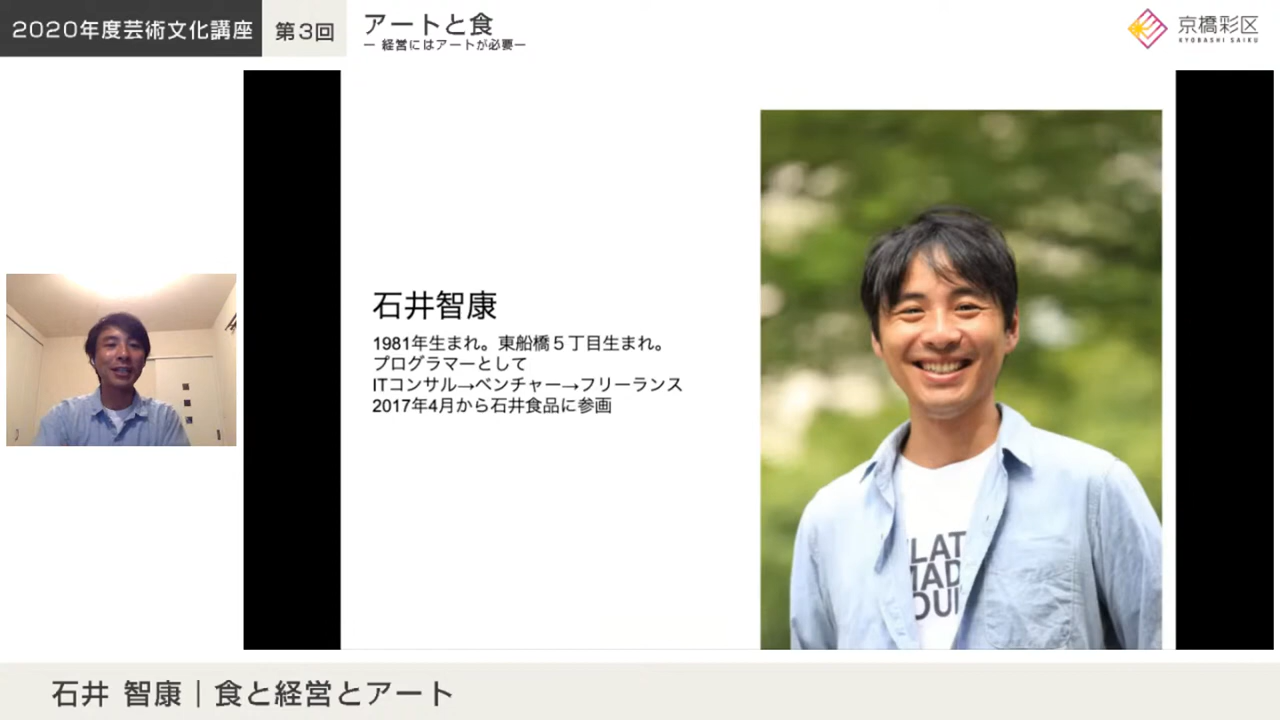 2020年度芸術文化講座
第3回
アートと食
ー 経営にはアートが必要ー
京橋彩区
KYOBASHI SAIKU
石井智康
1981年生まれ。東船橋５丁目生まれ。
プログラマーとして
ITコンサル→ベンチャー→フリーランス
2017年4月から石井食品に参画
LAT
MAD
OUI
石井 智康｜食と経営とアート